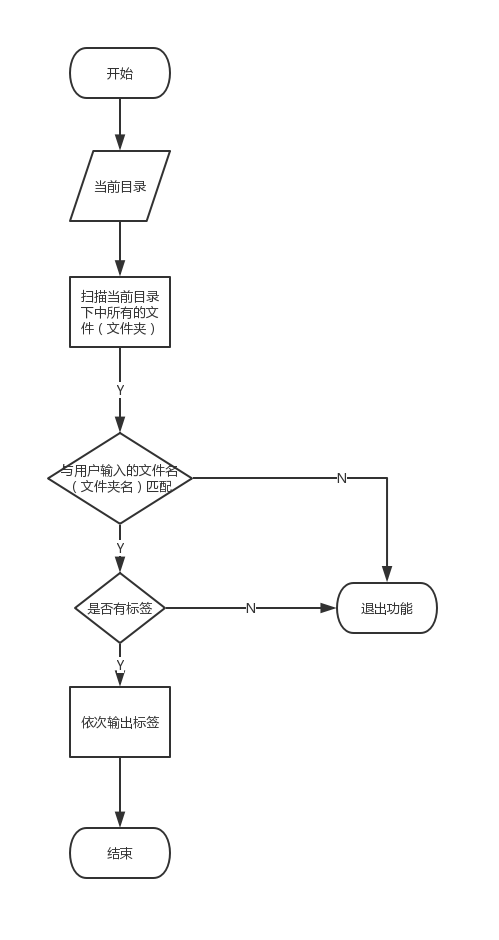 开始
当前目录
扫描当前目录
下中所有的文
件（文件夹）
Y
与用户输入的文件名
（文件夹名）匹配
N
Y
是否有标签
N
退出功能
Y
依次输出标签
结束